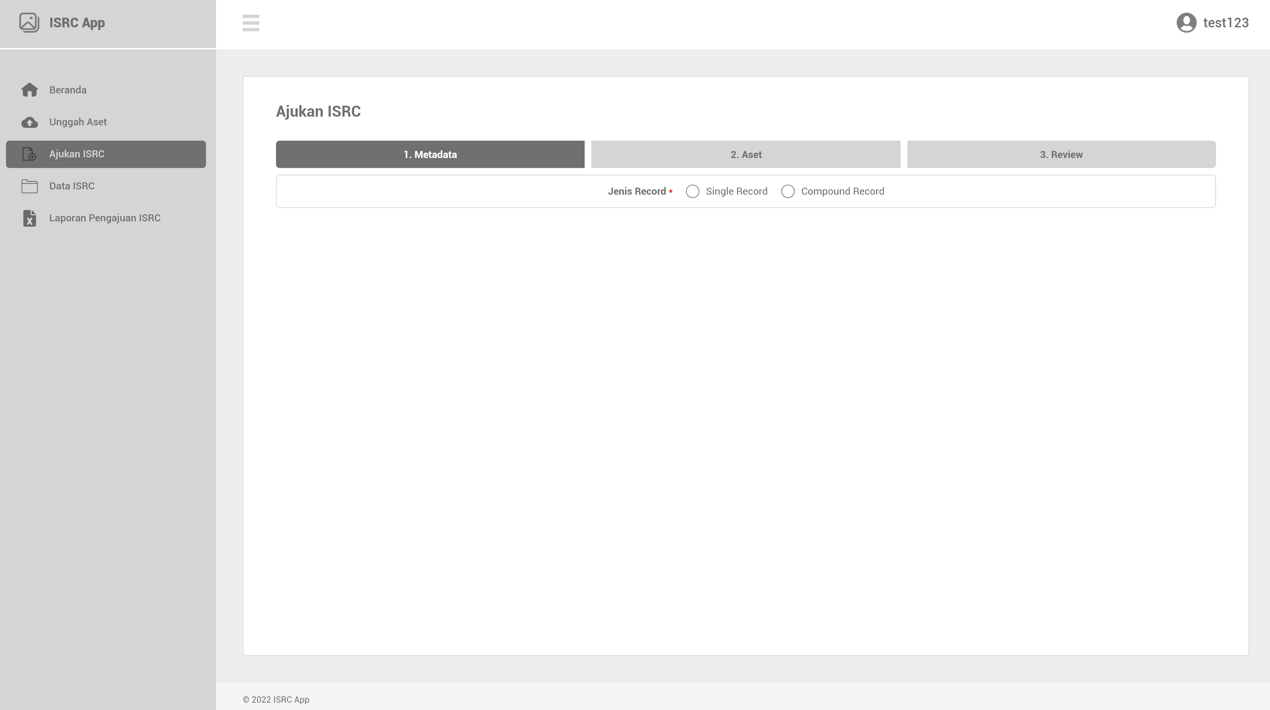 ISRC App
test123
Beranda
Unggah Aset
Ajukan ISRC
Data ISRC
Laporan Pengajuan ISRC
Ajukan ISRC
1. Metadata
2. Aset
3. Review
Jenis Record * Single Record Compound Record
© 2022 ISRC App